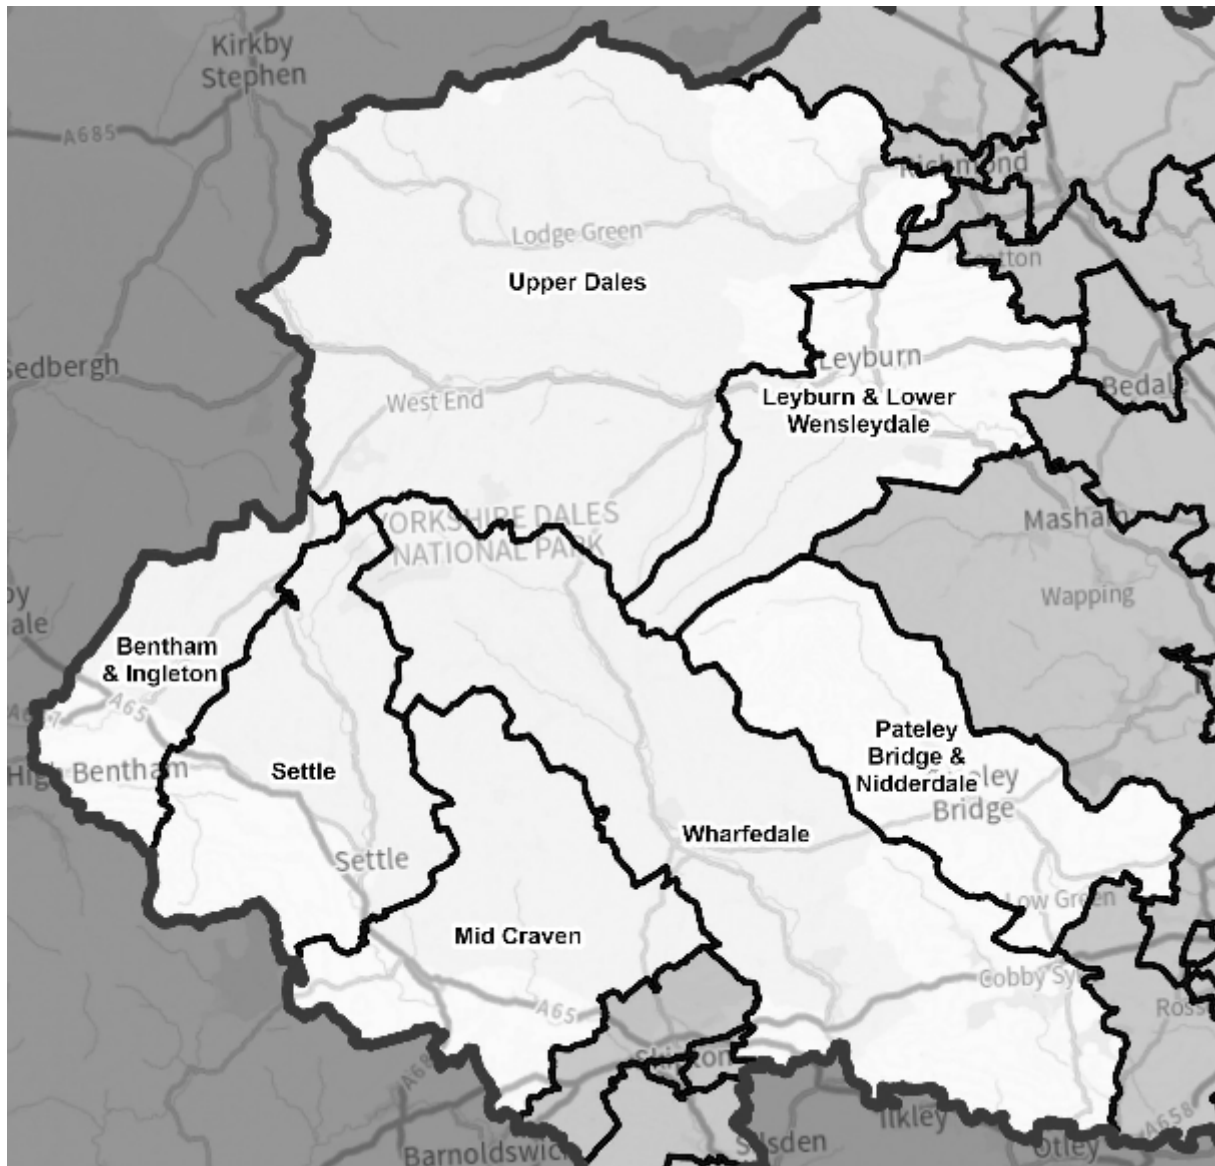 Kirkby
Stephen
A685
Richmond
Lodge Green
Upper Dales
Leyburn
Sedbergh
Bedale
West End
Leyburn & Lower
Wensleydale
YORKSHIRE DALES
NATIONAL PARK
Masham
Wapping
Bentham
& Ingleton
A65
High Bentham
Settle
Pateley
Bridge &
Nidderdale
Bridge
Wharfedale
Settle
Low Green
Mid Craven
Cobby Sy
A65
Skipton
Ilkley
A658
Barnoldswick
Silsden
Otley